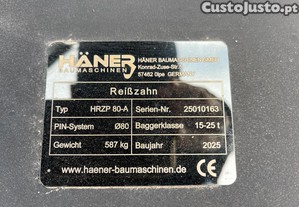 CustoJusto.pt
HÄNER
BAUMASCHINEN
HÄNER BAUMASCHINEN GMBH
Konrad-Zuse-Str.
57462 Olpe GERMANY
Reißzahn
Typ HRZP 80-A Serien-Nr. 25010163
PIN-System Ø80 Baggerklasse 15-25 t
Gewicht 587 kg Baujahr 2025
www.haener-baumaschinen.de CE